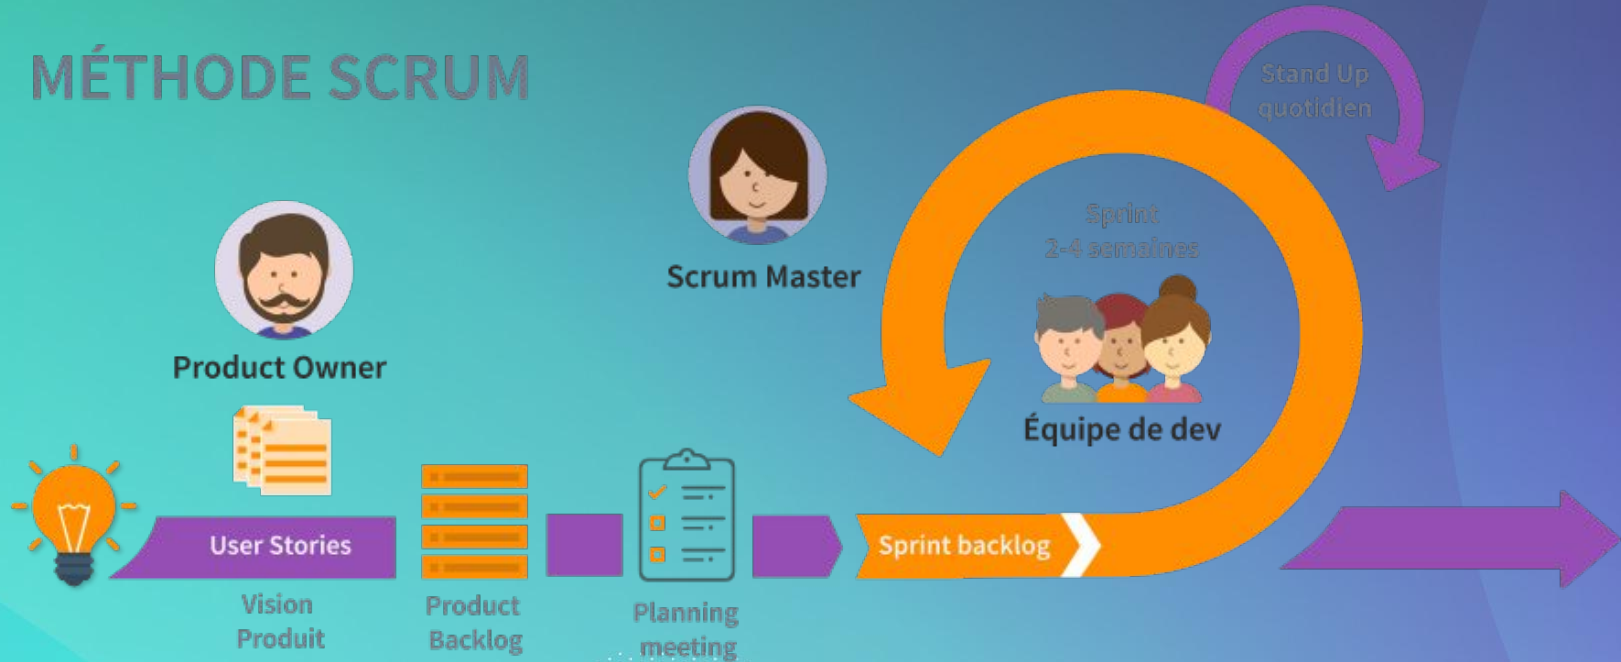 MÉTHODE SCRUM
Stand Up
quotidien
Sprint
2-4 semaines
Scrum Master
Product Owner
Équipe de dev
User Stories
Sprint backlog
Vision
Produit
Product
Backlog
Planning
meeting